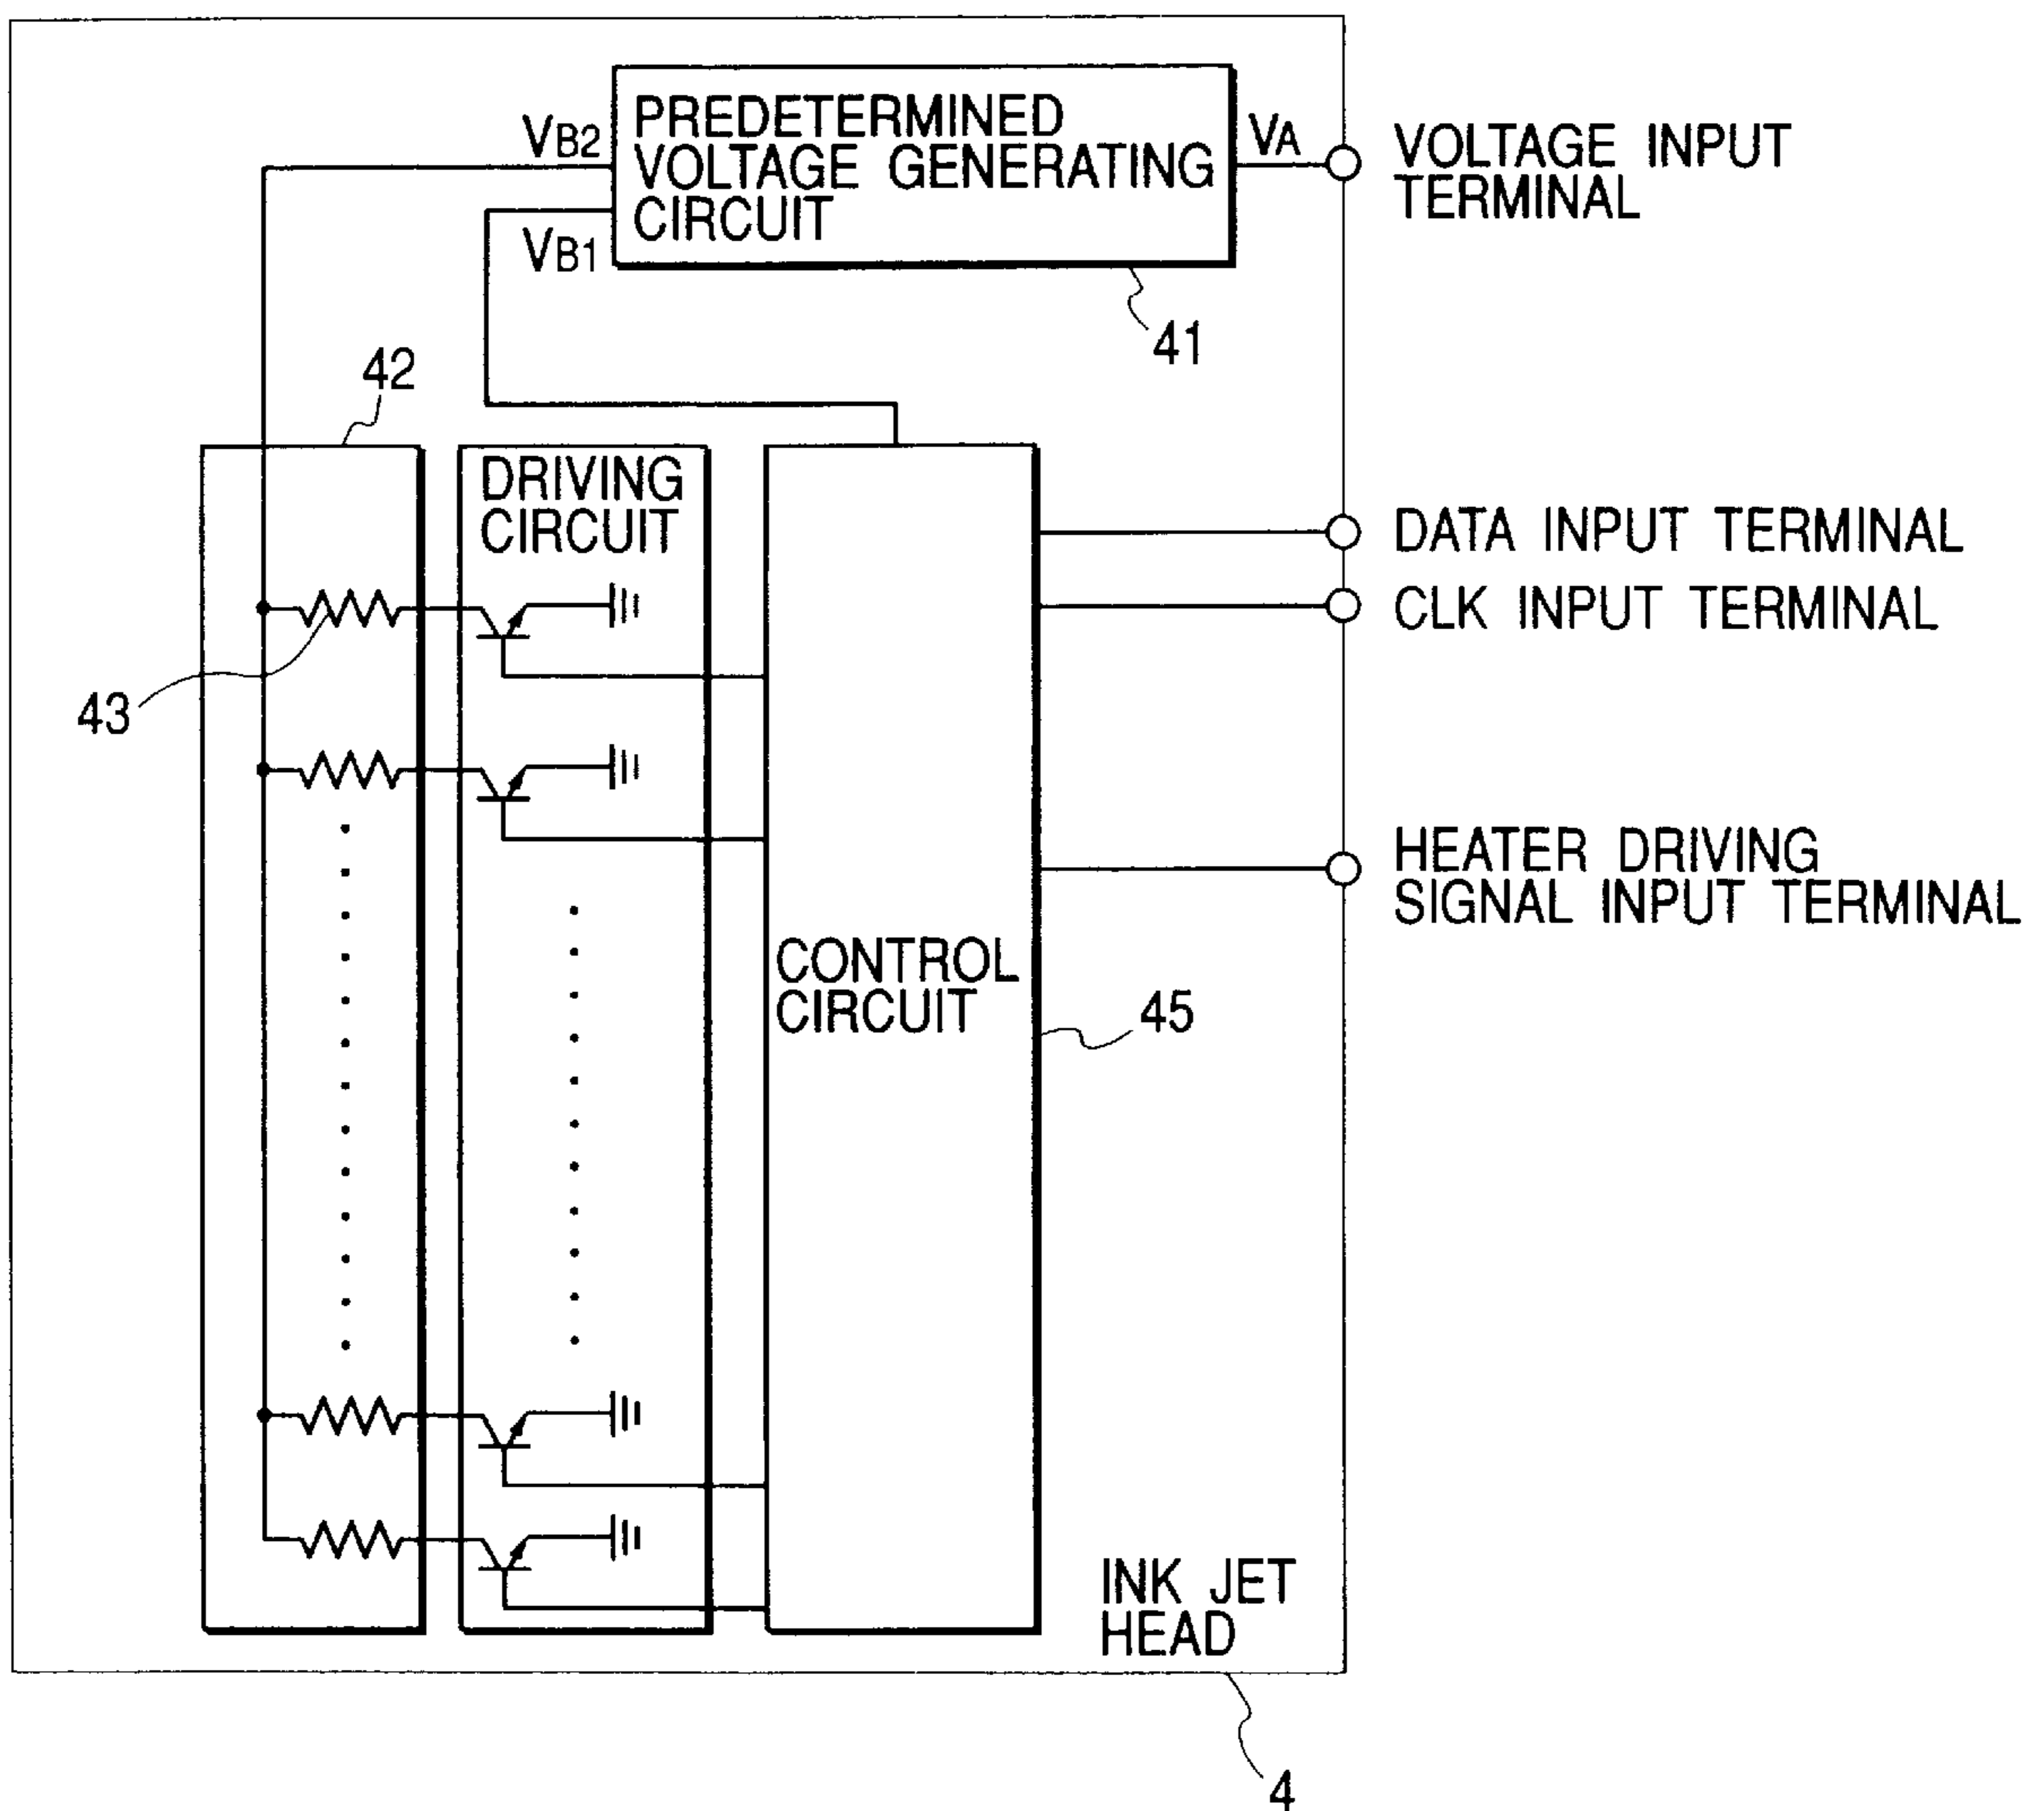 PREDETERMINED
VOLTAGE GENERATING
CIRCUIT
VB2
VB1
VA
VOLTAGE INPUT
TERMINAL
41
42
DRIVING
CIRCUIT
DATA INPUT TERMINAL
CLK INPUT TERMINAL
43
HEATER DRIVING
SIGNAL INPUT TERMINAL
CONTROL
CIRCUIT
45
INK JET
HEAD
4